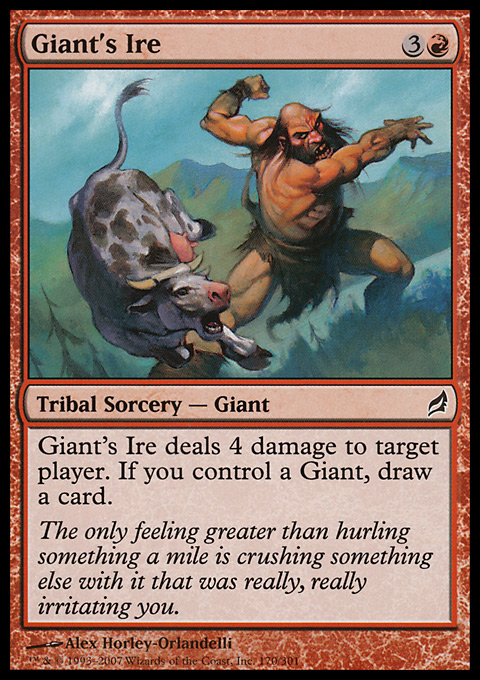 Giant's Ire 3
Tribal Sorcery — Giant
Giant's Ire deals 4 damage to target
player. If you control a Giant, draw
a card.
The only feeling greater than hurling
something a mile is crushing something
else with it that was really, really
irritating you.
Alex Horley-Orlandelli
™ & © 1993-2007 Wizards of the Coast, Inc. 170/301